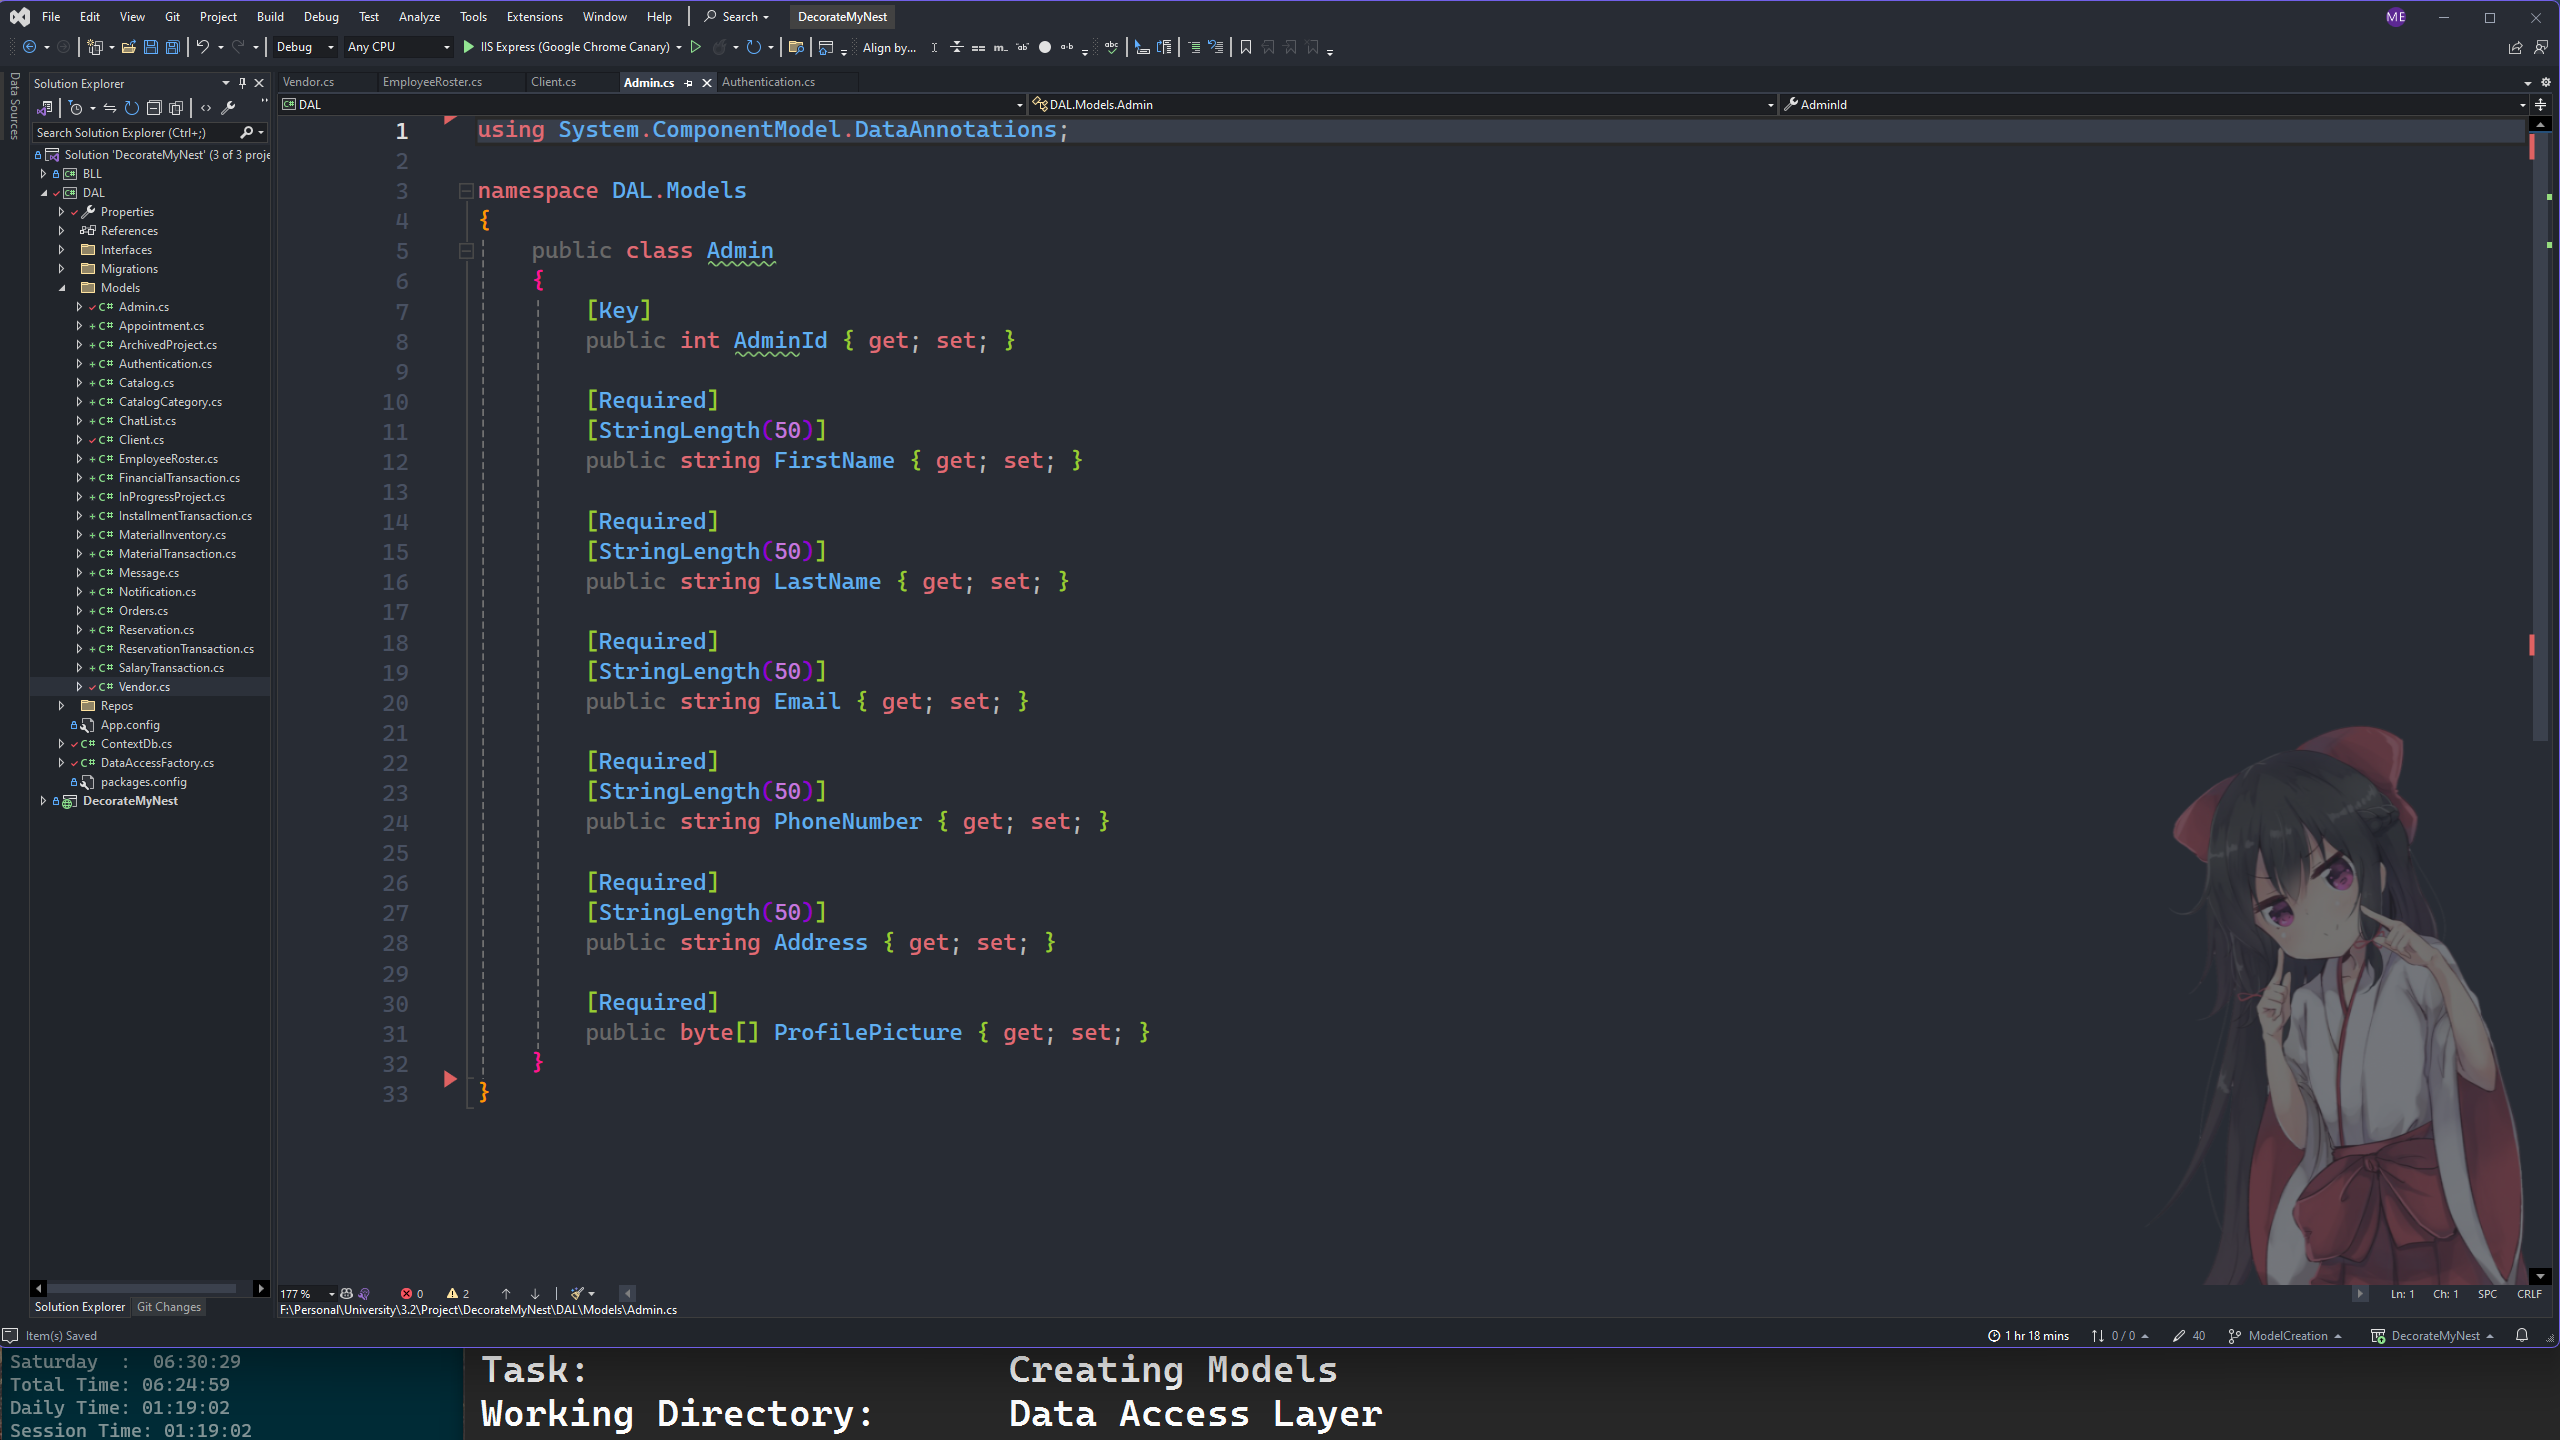 File Edit View Git Project Build Debug Test Analyze Tools Extensions Window Help Search DecorateMyNest ME
Debug Any CPU IIS Express (Google Chrome Canary) Align by...
Data Sources
Solution Explorer
Search Solution Explorer (Ctrl+;)
Solution 'DecorateMyNest' (3 of 3 proje
BLL
DAL
Properties
References
Interfaces
Migrations
Models
C# Admin.cs
C# Appointment.cs
C# ArchivedProject.cs
C# Authentication.cs
C# Catalog.cs
C# CatalogCategory.cs
C# ChatList.cs
C# Client.cs
C# EmployeeRoster.cs
C# FinancialTransaction.cs
C# InProgressProject.cs
C# InstallmentTransaction.cs
C# MaterialInventory.cs
C# MaterialTransaction.cs
C# Message.cs
C# Notification.cs
C# Orders.cs
C# Reservation.cs
C# ReservationTransaction.cs
C# SalaryTransaction.cs
C# Vendor.cs
Repos
App.config
C# ContextDb.cs
C# DataAccessFactory.cs
packages.config
DecorateMyNest
Solution Explorer Git Changes
Vendor.cs EmployeeRoster.cs Client.cs Admin.cs Authentication.cs
DAL DAL.Models.Admin AdminId
1 using System.ComponentModel.DataAnnotations;
2
3 namespace DAL.Models
4 {
5 public class Admin
6 {
7 [Key]
8 public int AdminId { get; set; }
9
10 [Required]
11 [StringLength(50)]
12 public string FirstName { get; set; }
13
14 [Required]
15 [StringLength(50)]
16 public string LastName { get; set; }
17
18 [Required]
19 [StringLength(50)]
20 public string Email { get; set; }
21
22 [Required]
23 [StringLength(50)]
24 public string PhoneNumber { get; set; }
25
26 [Required]
27 [StringLength(50)]
28 public string Address { get; set; }
29
30 [Required]
31 public byte[] ProfilePicture { get; set; }
32 }
33 }
177 % 0 2 Ln: 1 Ch: 1 SPC CRLF
F:\Personal\University\3.2\Project\DecorateMyNest\DAL\Models\Admin.cs
Item(s) Saved 1 hr 18 mins 0 / 0 40 ModelCreation DecorateMyNest
Saturday : 06:30:29
Total Time: 06:24:59
Daily Time: 01:19:02
Session Time: 01:19:02
Task: Creating Models
Working Directory: Data Access Layer